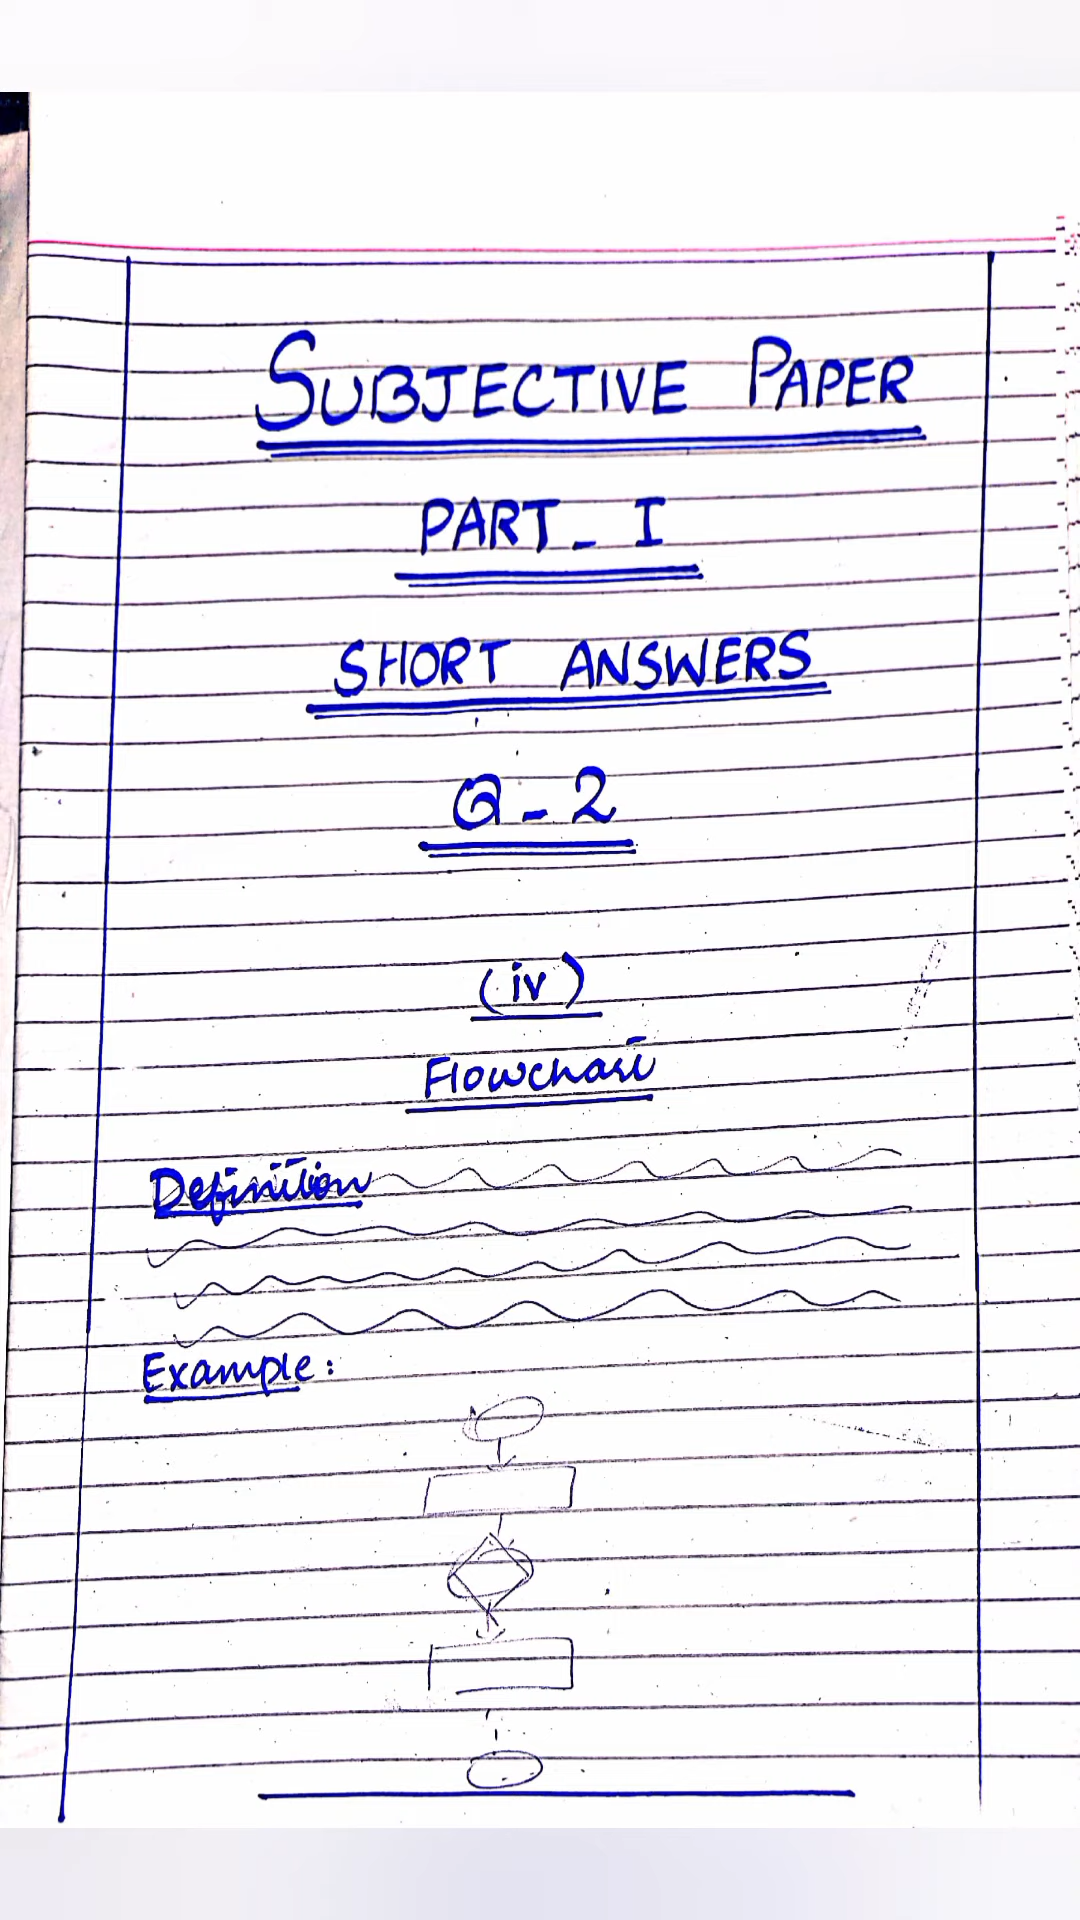 SUBJECTIVE PAPER
PART - I
SHORT ANSWERS
Q - 2
(iv)
Flowchart
Definition
Example: